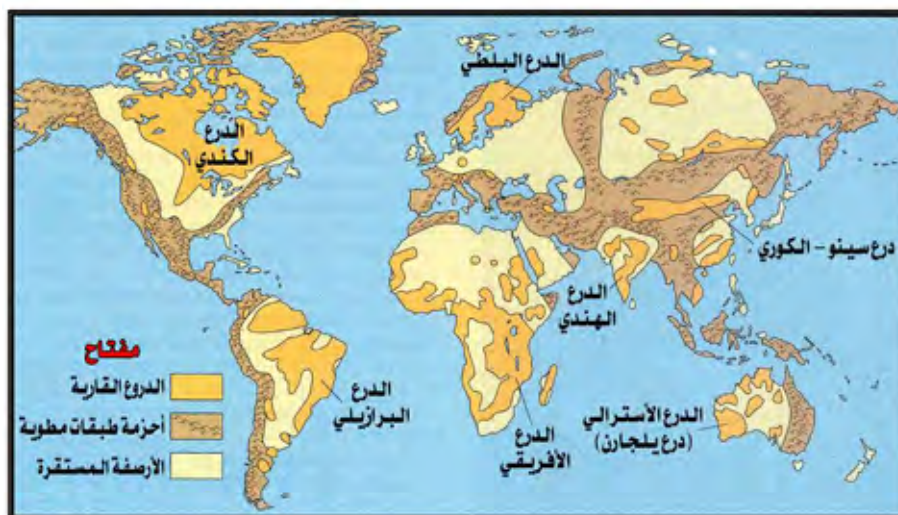 الدرع البلطي
الدرع
الكندي
درع سينو - الكوري
الدرع
الهندي
الدرع
البرازيلي
الدرع
الأفريقي
الدرع الأسترالي
(درع يلجارن)
مفتاح
الدروع القارية
أحزمة طبقات مطوية
الأرصفة المستقرة